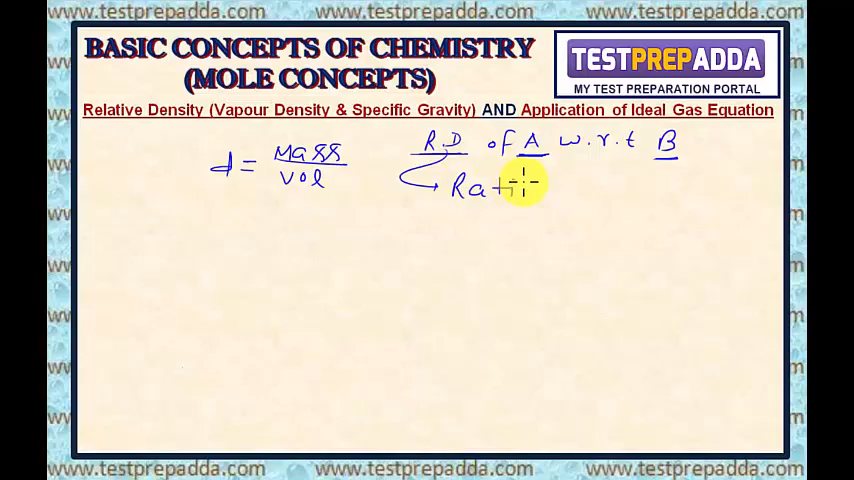 www.testprepadda.com www.testprepadda.com www.testprepadda.com
BASIC CONCEPTS OF CHEMISTRY
(MOLE CONCEPTS)
TESTPREPADDA
MY TEST PREPARATION PORTAL
Relative Density (Vapour Density & Specific Gravity) AND Application of Ideal Gas Equation
d = Mass
Vol
R.D of A w.r.t B
Rat
www.testprepadda.com www.testprepadda.com www.testprepadda.com